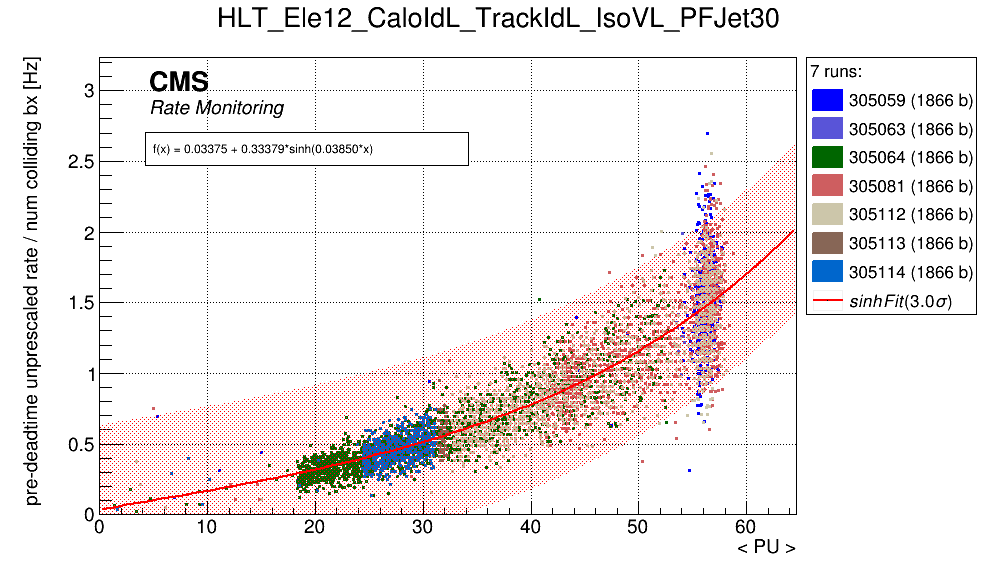 HLT_Ele12_CaloIdL_TrackIdL_IsoVL_PFJet30
pre-deadtime unprescaled rate / num colliding bx [Hz]
CMS
Rate Monitoring
f(x) = 0.03375 + 0.33379*sinh(0.03850*x)
3
2.5
2
1.5
1
0.5
0
0 10 20 30 40 50 60
< PU >
7 runs:
305059 (1866 b)
305063 (1866 b)
305064 (1866 b)
305081 (1866 b)
305112 (1866 b)
305113 (1866 b)
305114 (1866 b)
sinhFit(3.0σ)